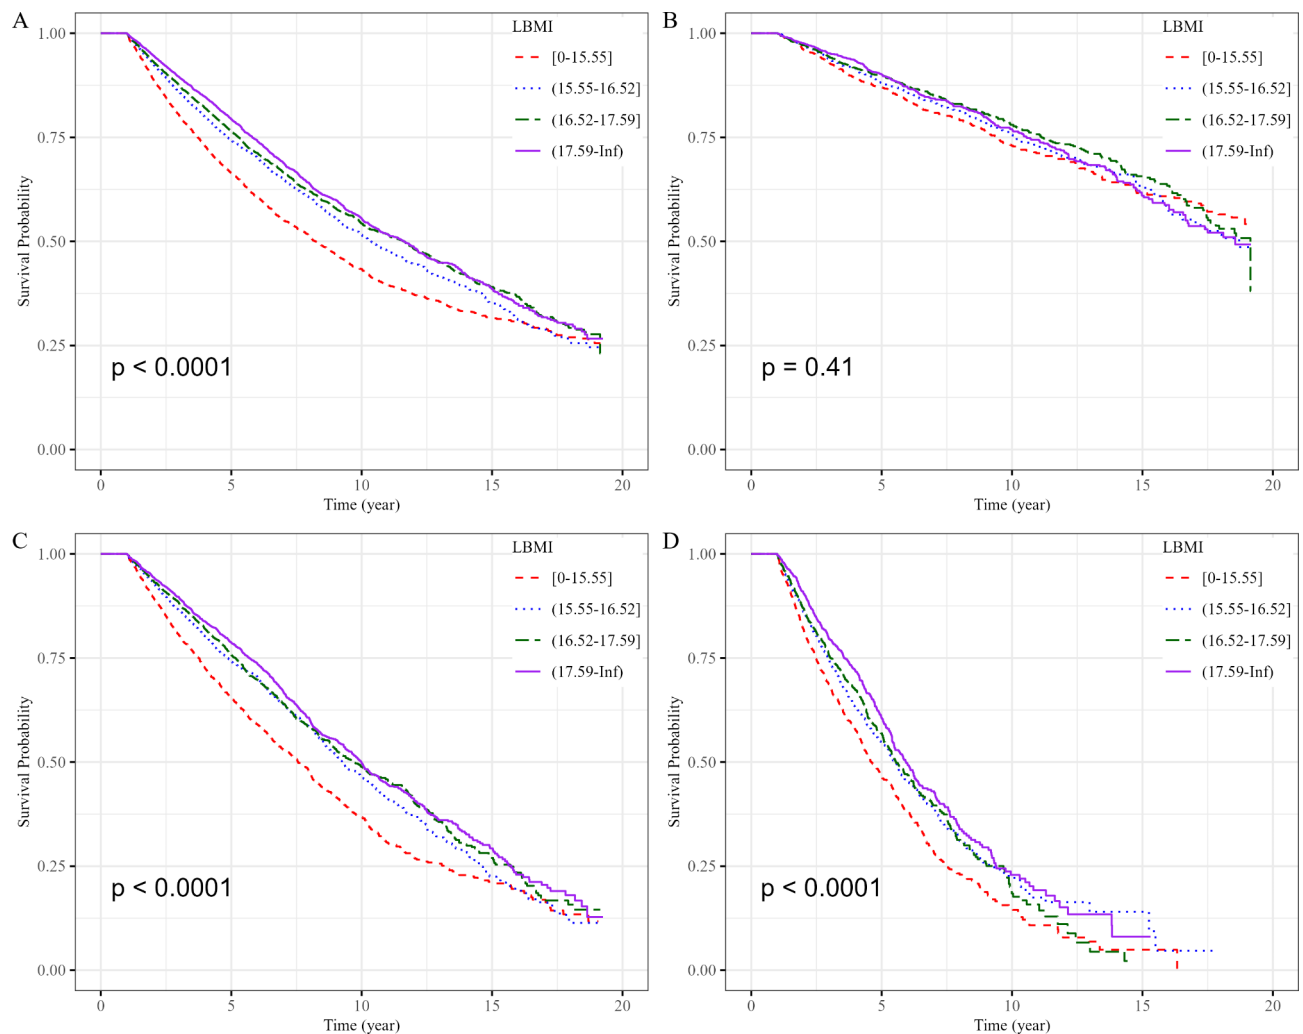 A
LBMI
[0-15.55]
(15.55-16.52]
(16.52-17.59]
(17.59-Inf)
1.00
0.75
0.50
0.25
0.00
Survival Probability
p < 0.0001
0 5 10 15 20
Time (year)
B
LBMI
[0-15.55]
(15.55-16.52]
(16.52-17.59]
(17.59-Inf)
1.00
0.75
0.50
0.25
0.00
Survival Probability
p = 0.41
0 5 10 15 20
Time (year)
C
LBMI
[0-15.55]
(15.55-16.52]
(16.52-17.59]
(17.59-Inf)
1.00
0.75
0.50
0.25
0.00
Survival Probability
p < 0.0001
0 5 10 15 20
Time (year)
D
LBMI
[0-15.55]
(15.55-16.52]
(16.52-17.59]
(17.59-Inf)
1.00
0.75
0.50
0.25
0.00
Survival Probability
p < 0.0001
0 5 10 15 20
Time (year)